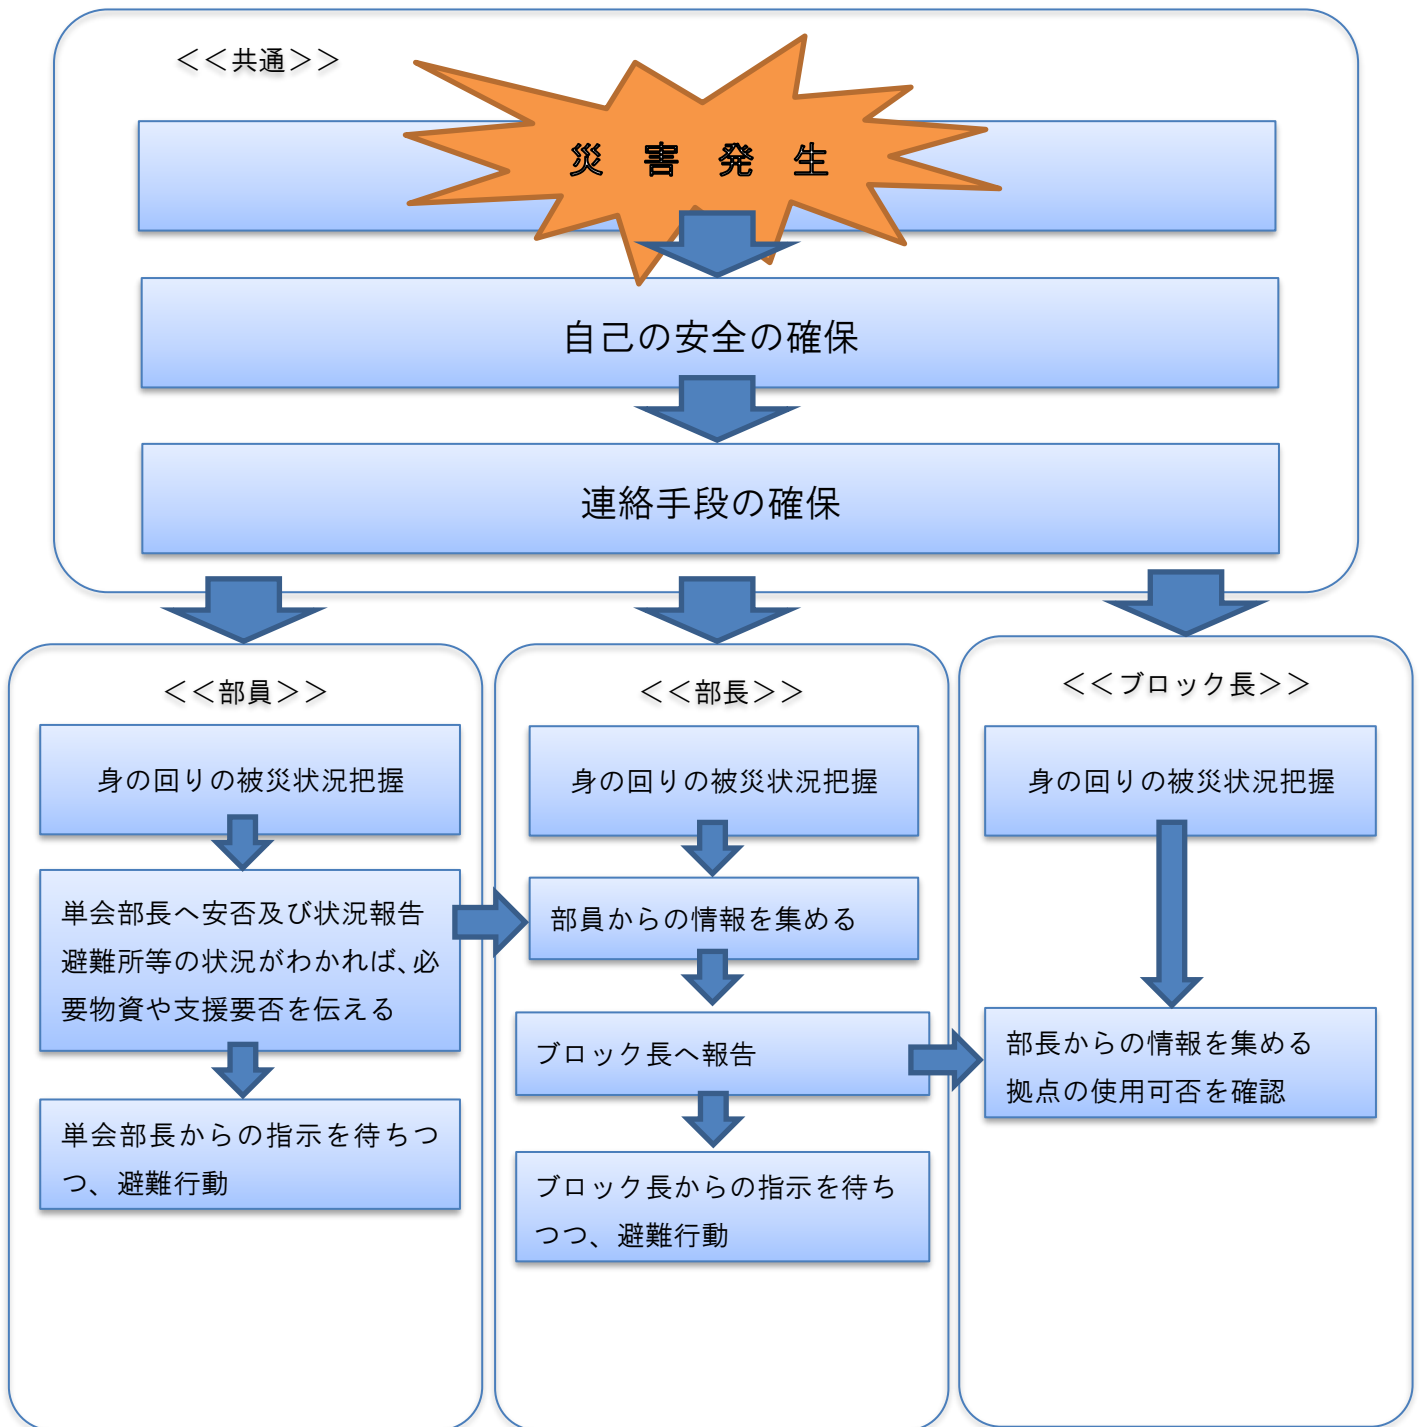 ＜＜共通＞＞
災　害　発　生
自己の安全の確保
連絡手段の確保
＜＜部員＞＞
身の回りの被災状況把握
単会部長へ安否及び状況報告
避難所等の状況がわかれば、必
要物資や支援要否を伝える
単会部長からの指示を待ちつ
つ、避難行動
＜＜部長＞＞
身の回りの被災状況把握
部員からの情報を集める
ブロック長へ報告
ブロック長からの指示を待ち
つつ、避難行動
＜＜ブロック長＞＞
身の回りの被災状況把握
部長からの情報を集める
拠点の使用可否を確認